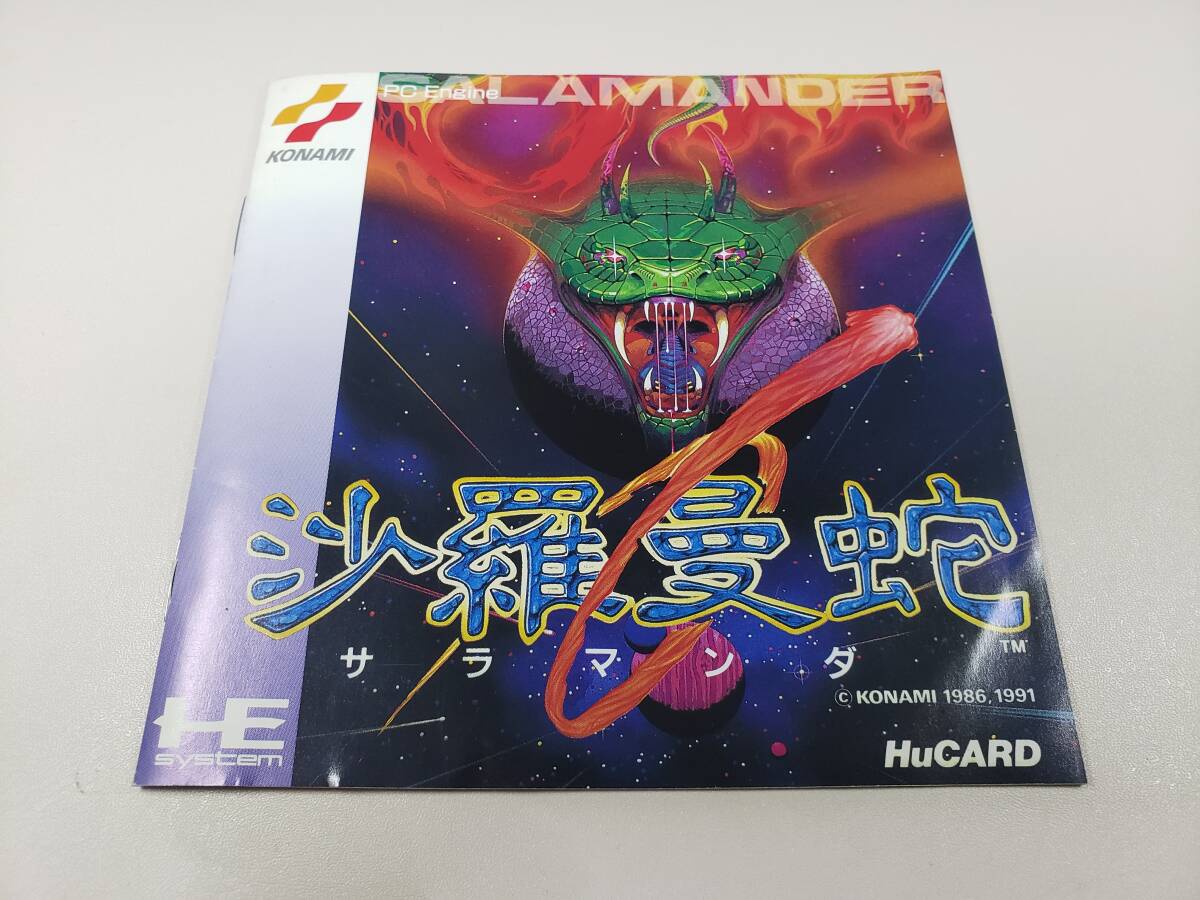 SALAMANDER
PC Engine
KONAMI
沙羅曼蛇
サラマンダ
TM
© KONAMI 1986, 1991
HE
system
HuCARD